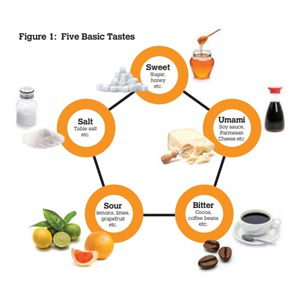 Figure 1:  Five Basic Tastes
Sweet
Sugar,
honey
etc.
Salt
Table salt
etc.
Umami
Soy sauce,
Parmesan
Cheese etc
Sour
lemons, limes,
grapefruit
etc.
Bitter
Cocoa,
coffee beans
etc.